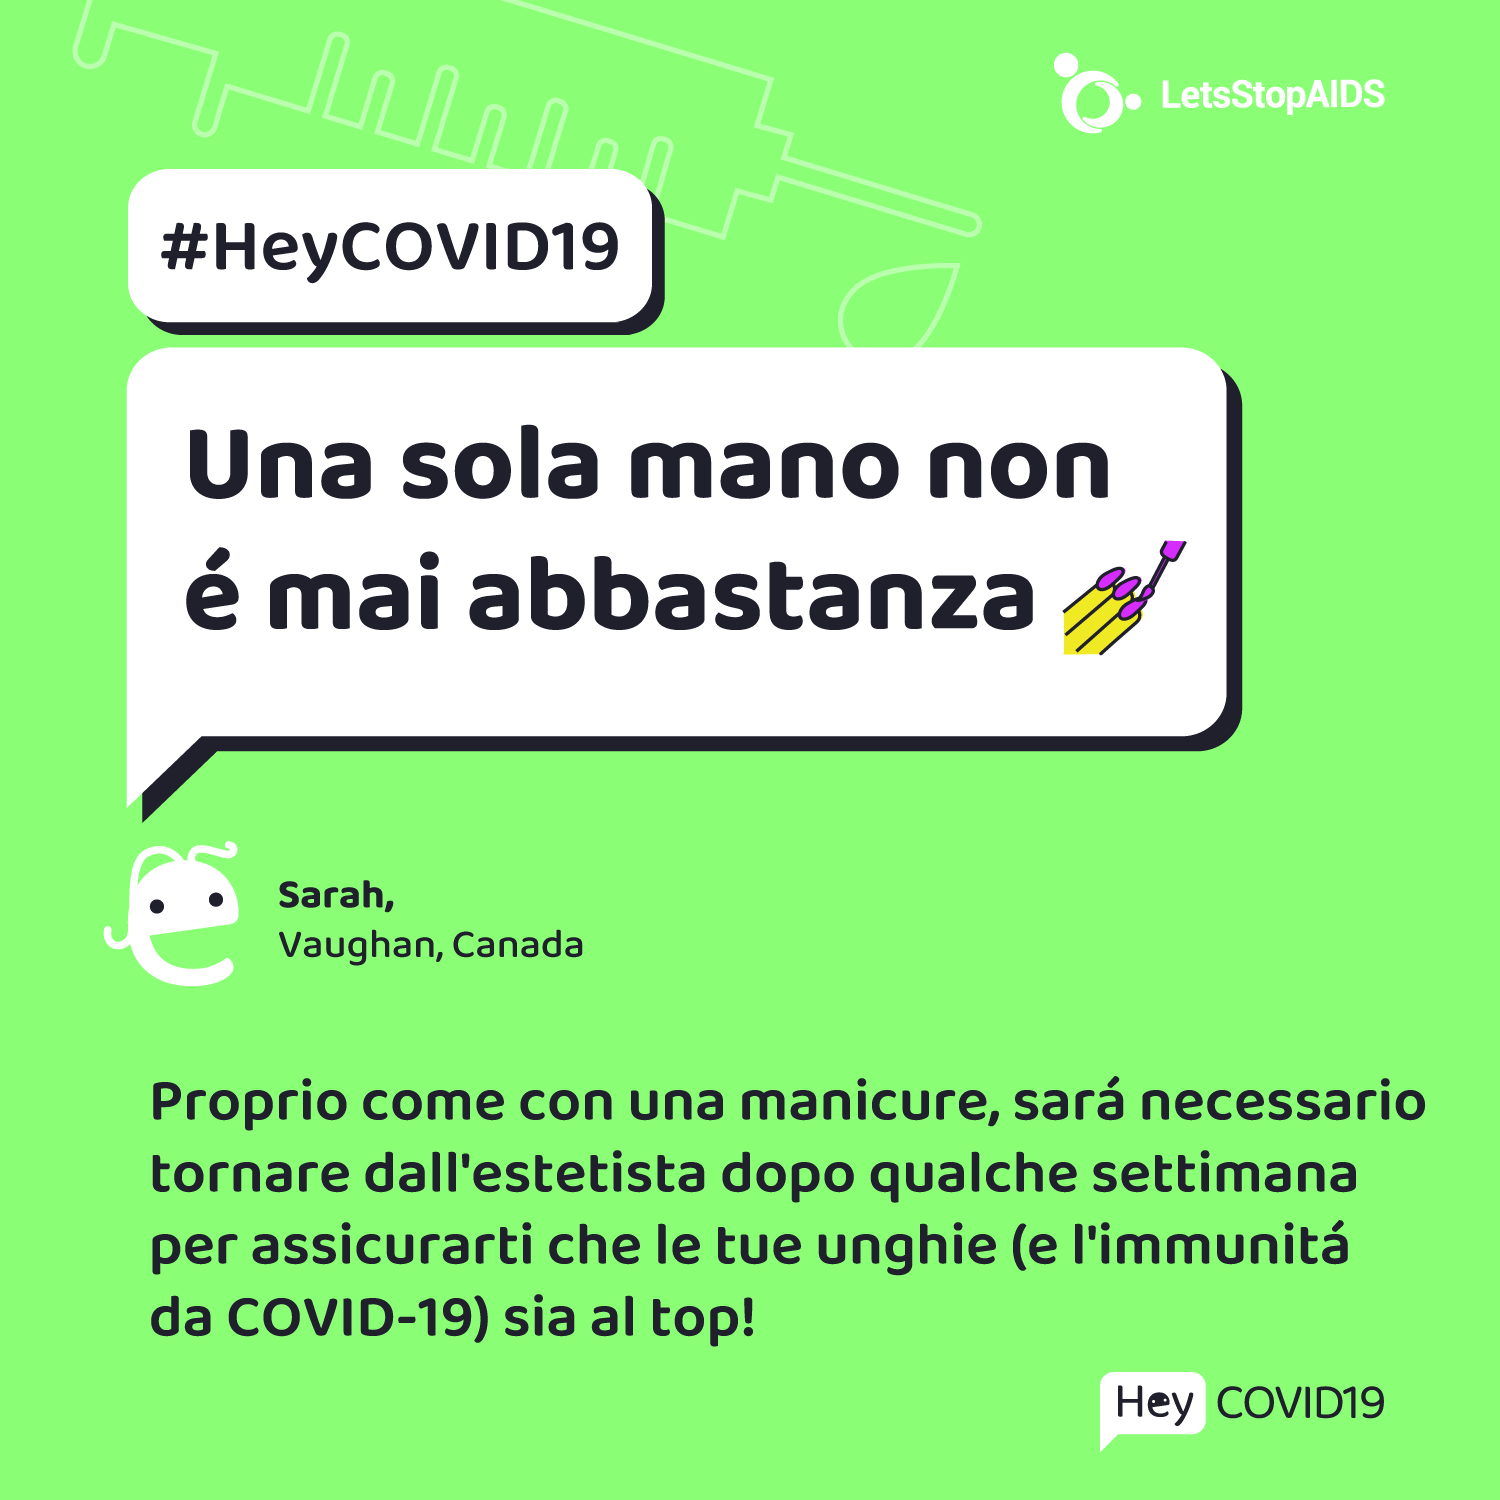 LetsStopAIDS
#HeyCOVID19
Una sola mano non
é mai abbastanza
Sarah,
Vaughan, Canada
Proprio come con una manicure, sará necessario
tornare dall'estetista dopo qualche settimana
per assicurarti che le tue unghie (e l'immunitá
da COVID-19) sia al top!
Hey COVID19